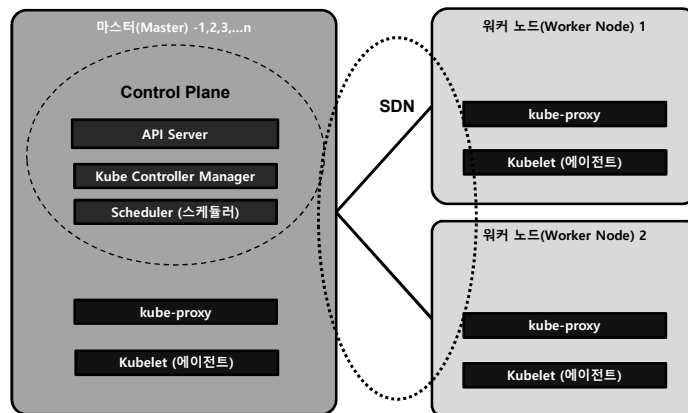 마스터(Master) -1,2,3,...n
Control Plane
API Server
Kube Controller Manager
Scheduler (스케듈러)
kube-proxy
Kubelet (에이전트)
SDN
워커 노드(Worker Node) 1
kube-proxy
Kubelet (에이전트)
워커 노드(Worker Node) 2
kube-proxy
Kubelet (에이전트)